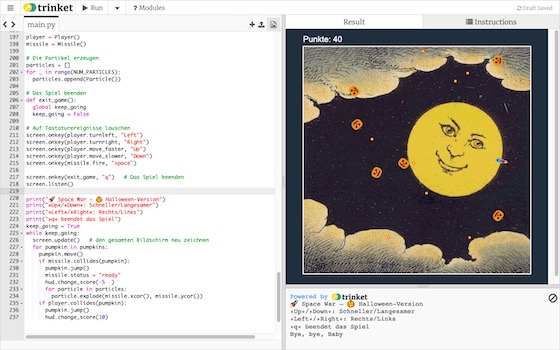 trinket
Run
? Modules
Draft Saved
main.py
Result
Instructions
197 player = Player()
198 missile = Missile()
199
200 # Die Partikel erzeugen
201 particles = []
202 for _ in range(NUM_PARTICLES):
203 particles.append(Particle())
204
205 # Das Spiel beenden
206 def exit_game():
207 global keep_going
208 keep_going = False
209
210 # Auf Tastaturereignisse lauschen
211 screen.onkey(player.turnleft, "Left")
212 screen.onkey(player.turnright, "Right")
213 screen.onkey(player.move_faster, "Up")
214 screen.onkey(player.move_slower, "Down")
215 screen.onkey(missile.fire, "space")
216
217 screen.onkey(exit_game, "q") # Das Spiel beenden
218 screen.listen()
219
220 print("🚀 Space War – 🎃 Halloween-Version")
221 print("»Up«/»Down«: Schneller/Langsamer")
222 print("»Left«/»Right«: Rechts/Links")
223 print("»q« beendet das Spiel")
224 keep_going = True
225 while keep_going:
226 screen.update() # den gesamten Bildschirm neu zeichnen
227 for pumpkin in pumpkins:
228 pumpkin.move()
229 if missile.collides(pumpkin):
230 pumpkin.jump()
231 missile.status = "ready"
232 hud.change_score(-5 )
233 for particle in particles:
234 particle.explode(missile.xcor(), missile.ycor())
235 if player.collides(pumpkin):
236 pumpkin.jump()
237 hud.change_score(10)
Punkte: 40
Powered by trinket
🚀 Space War – 🎃 Halloween-Version
»Up«/»Down«: Schneller/Langsamer
»Left«/»Right«: Rechts/Links
»q« beendet das Spiel
Bye, bye, Baby